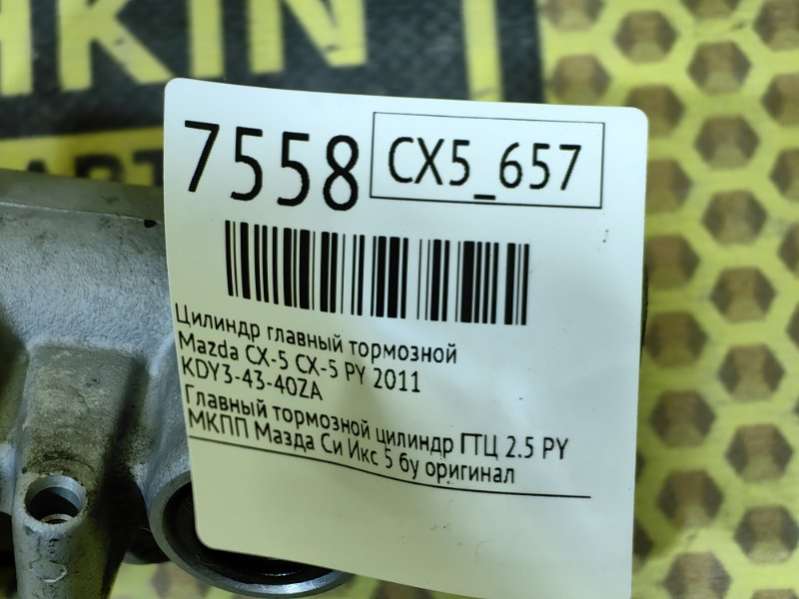 7558 CX5_657
Цилиндр главный тормозной
Mazda CX-5 CX-5 PY 2011
KDY3-43-40ZA
Главный тормозной цилиндр ГТЦ 2.5 PY
МКПП Мазда Си Икс 5 бу оригинал